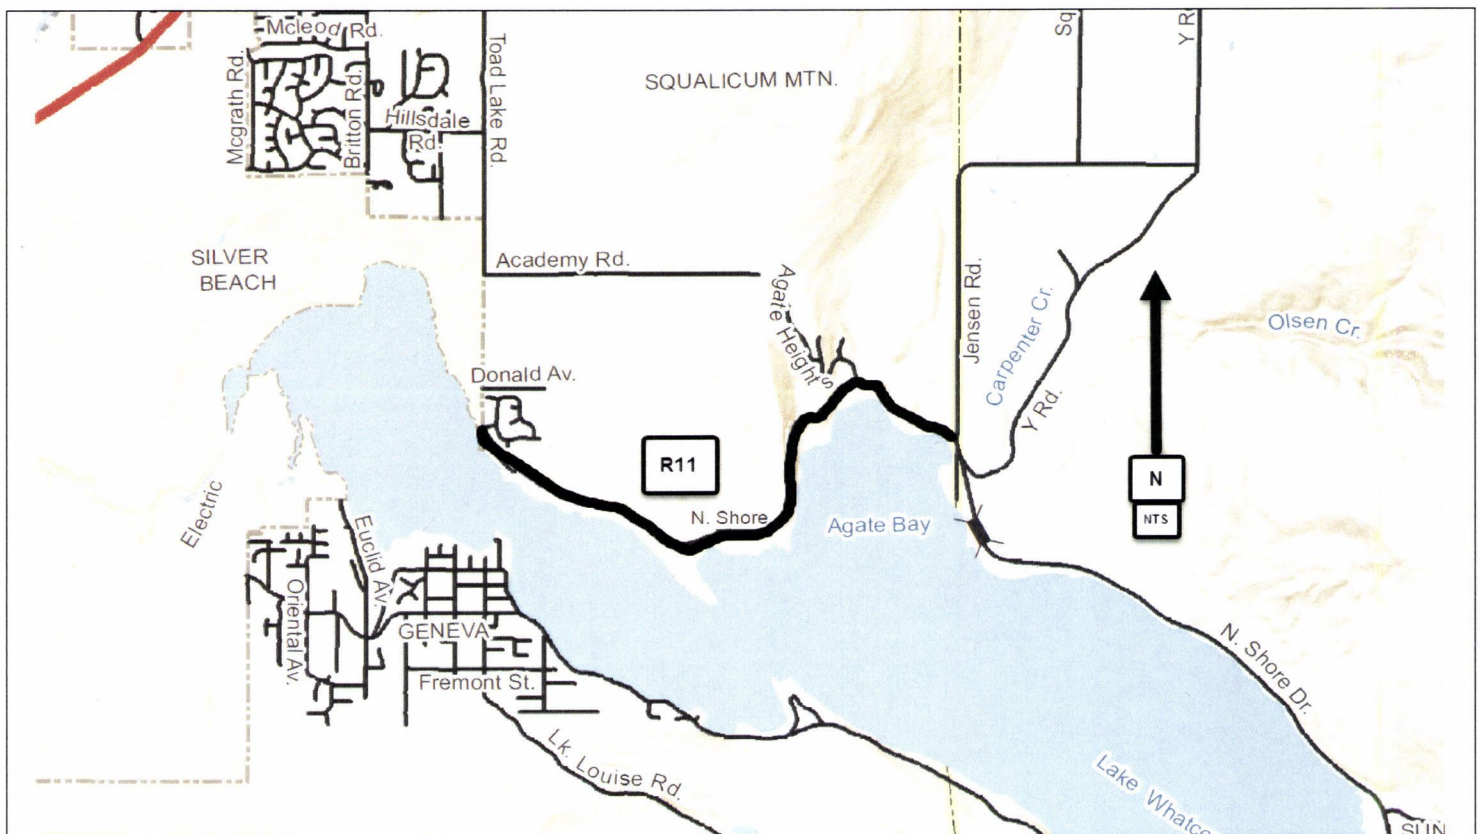 Mcleod Rd.
Mcgrath Rd.
Britton Rd.
Hillsdale
Rd.
Toad Lake Rd.
SQUALICUM MTN.
Sq
Y R
SILVER
BEACH
Academy Rd.
Agate Heights
Jensen Rd.
Carpenter Cr.
Y Rd.
Olsen Cr.
Donald Av.
R11
N
NTS
N. Shore
Agate Bay
Electric
Euclid Av.
Oriental Av.
GENEVA
Fremont St.
Lk. Louise Rd.
N. Shore Dr.
Lake Whatco
SUN